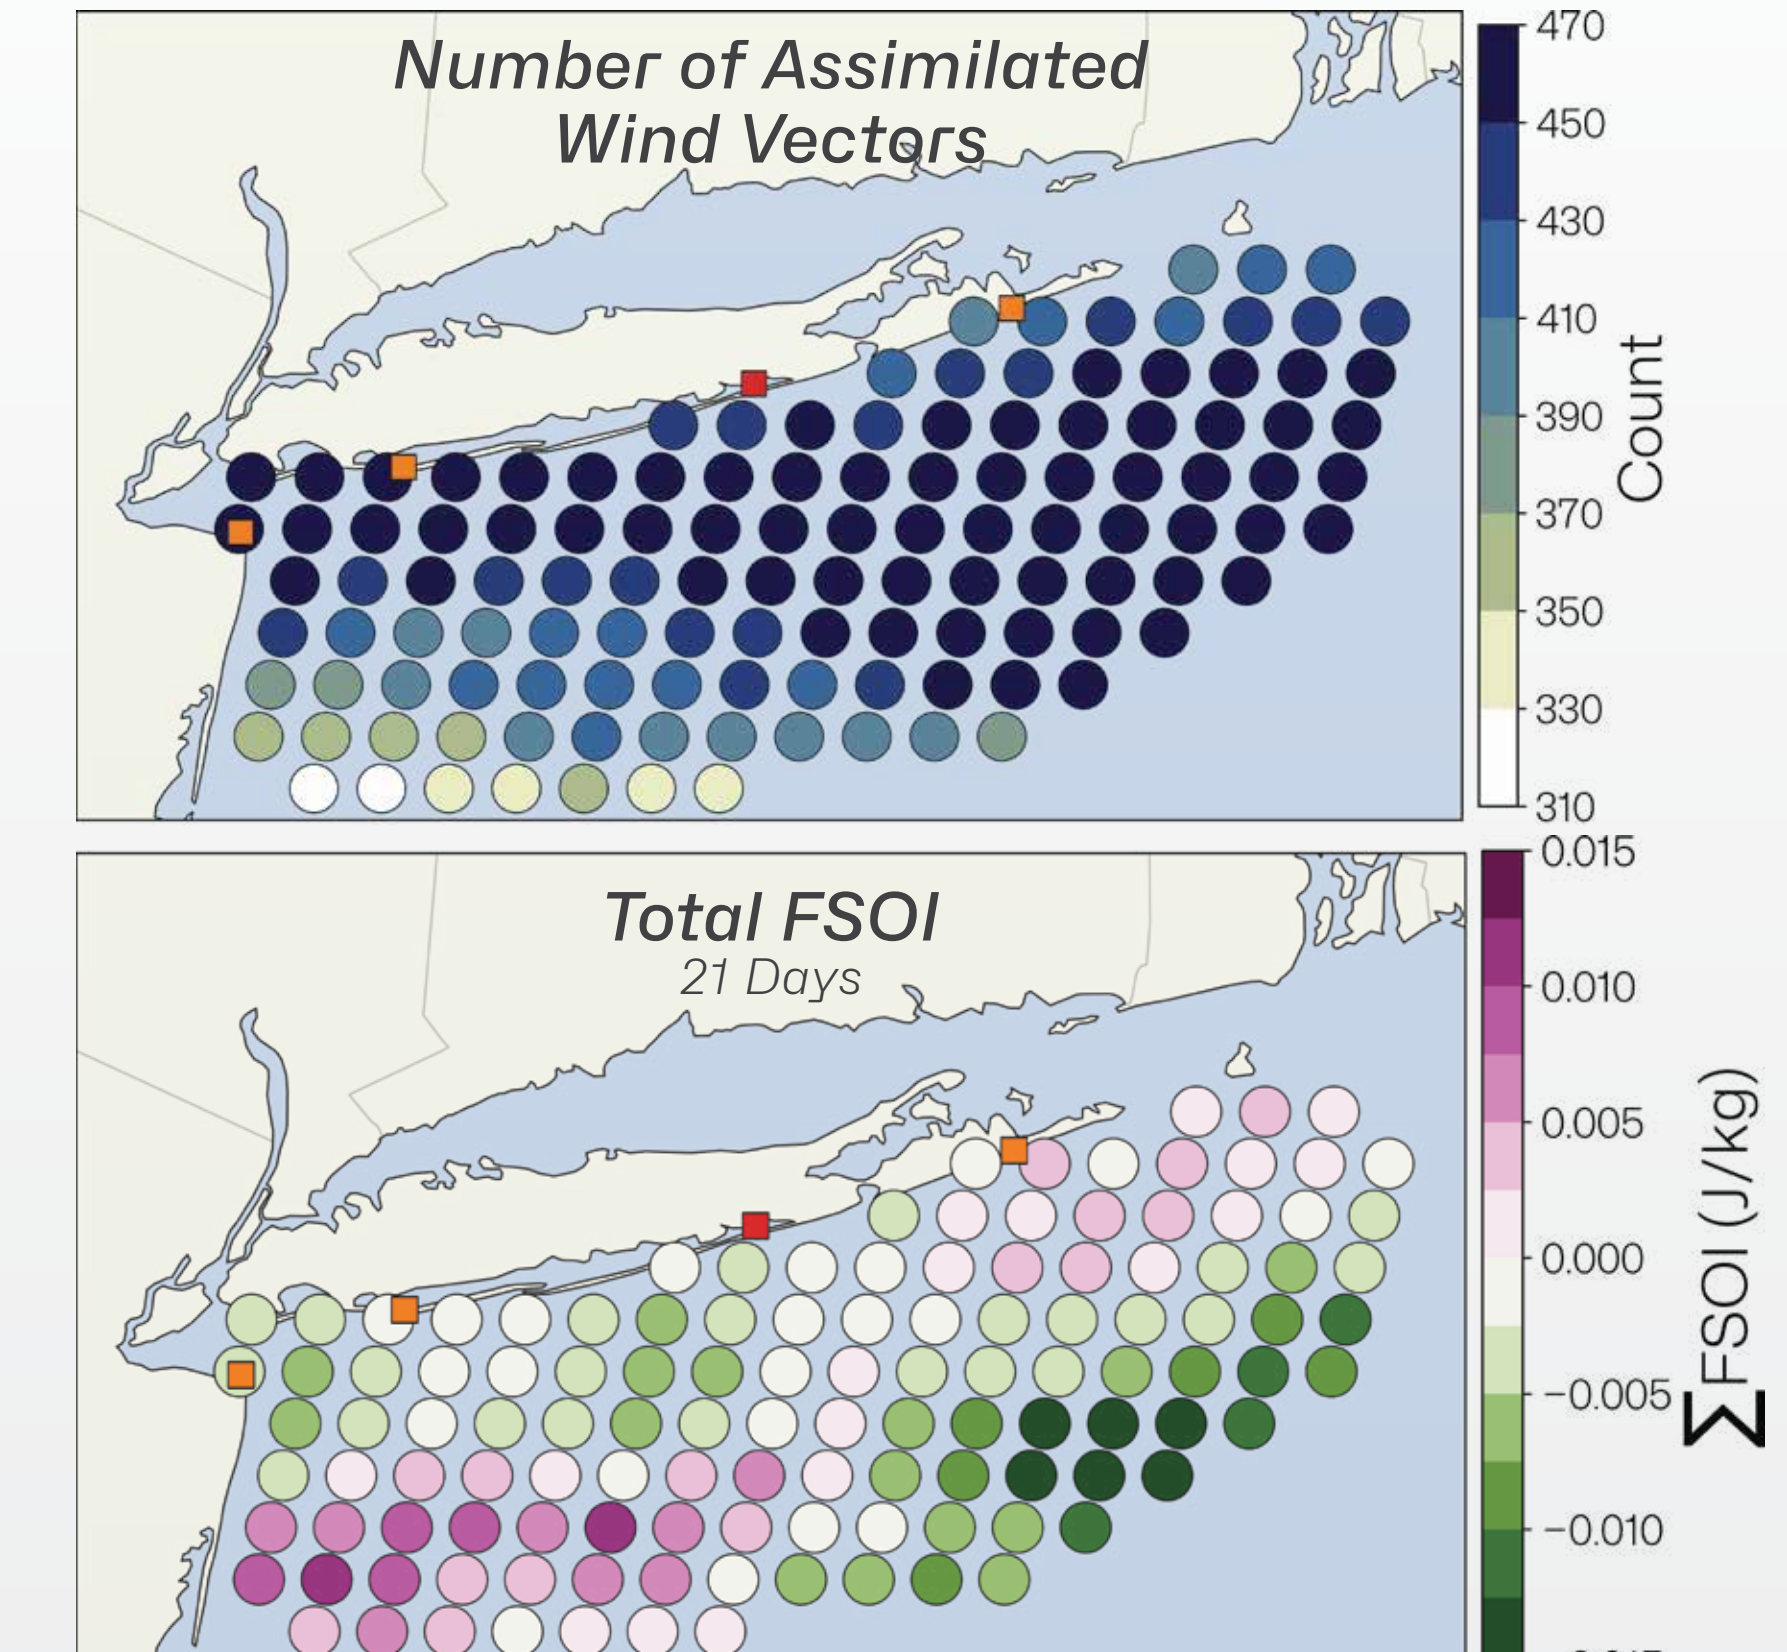 Number of Assimilated
Wind Vectors
470
450
430
410
390
370
350
330
310
Count
Total FSOI
21 Days
0.015
0.010
0.005
0.000
−0.005
−0.010
∑FSOI (J/kg)